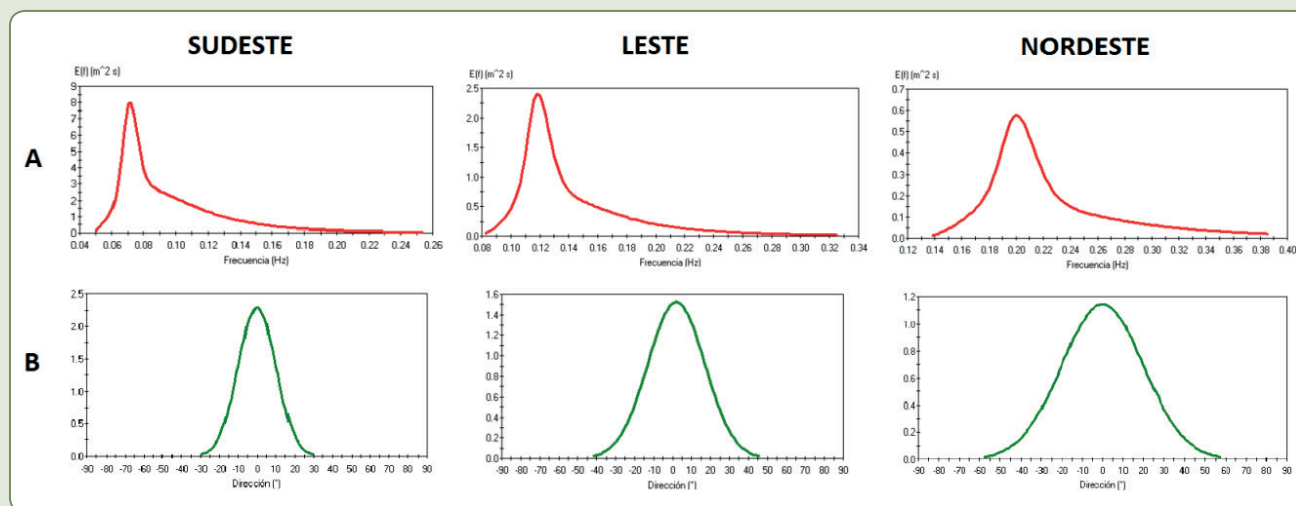 SUDESTE
LESTE
NORDESTE
A
E(f) (m^2 s)
9
8
7
6
5
4
3
2
1
0
0.04 0.06 0.08 0.10 0.12 0.14 0.16 0.18 0.20 0.22 0.24 0.26
Frecuencia (Hz)
E(f) (m^2 s)
2.5
2.0
1.5
1.0
0.5
0.0
0.08 0.10 0.12 0.14 0.16 0.18 0.20 0.22 0.24 0.26 0.28 0.30 0.32 0.34
Frecuencia (Hz)
E(f) (m^2 s)
0.7
0.6
0.5
0.4
0.3
0.2
0.1
0.0
0.12 0.14 0.16 0.18 0.20 0.22 0.24 0.26 0.28 0.30 0.32 0.34 0.36 0.38 0.40
Frecuencia (Hz)
B
2.5
2.0
1.5
1.0
0.5
0.0
-90 -80 -70 -60 -50 -40 -30 -20 -10 0 10 20 30 40 50 60 70 80 90
Dirección (°)
1.6
1.4
1.2
1.0
0.8
0.6
0.4
0.2
0.0
-90 -80 -70 -60 -50 -40 -30 -20 -10 0 10 20 30 40 50 60 70 80 90
Dirección (°)
1.2
1.0
0.8
0.6
0.4
0.2
0.0
-90 -80 -70 -60 -50 -40 -30 -20 -10 0 10 20 30 40 50 60 70 80 90
Dirección (°)